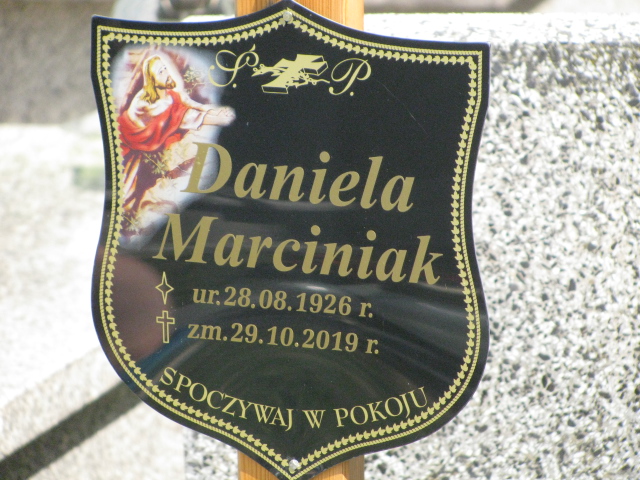 Ś. P.
Daniela
Marciniak
ur.28.08.1926 r.
zm.29.10.2019 r.
SPOCZYWAJ W POKOJU